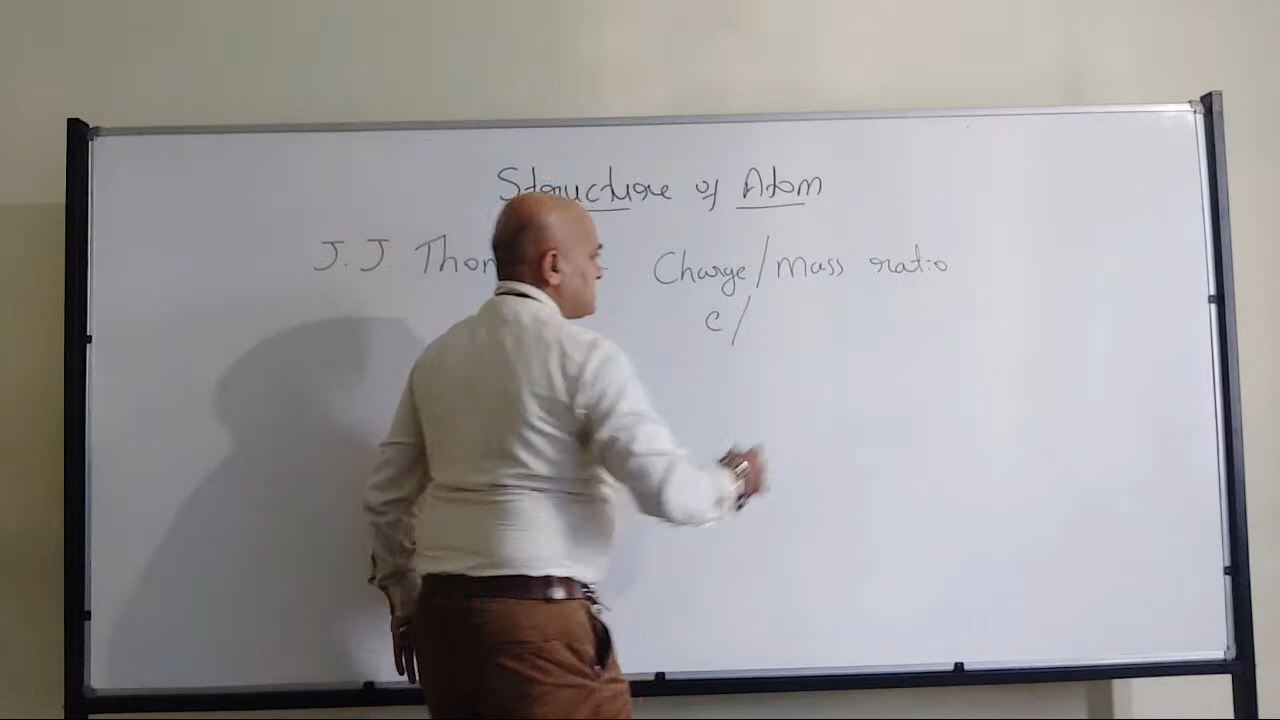 Structure of Atom
J. J. Thom
Charge/mass ratio
c/